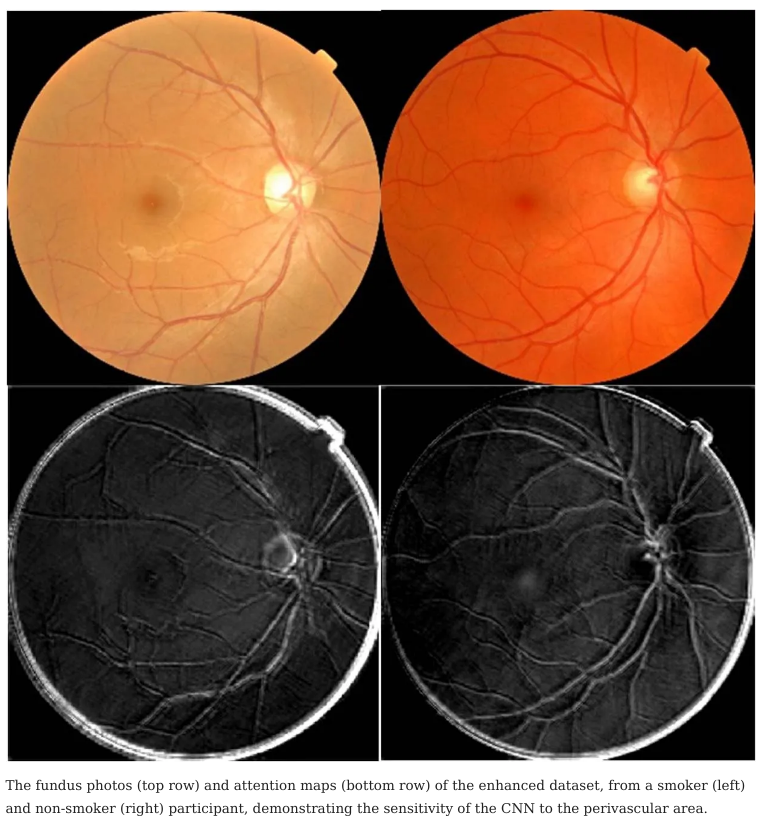 The fundus photos (top row) and attention maps (bottom row) of the enhanced dataset, from a smoker (left)
and non-smoker (right) participant, demonstrating the sensitivity of the CNN to the perivascular area.